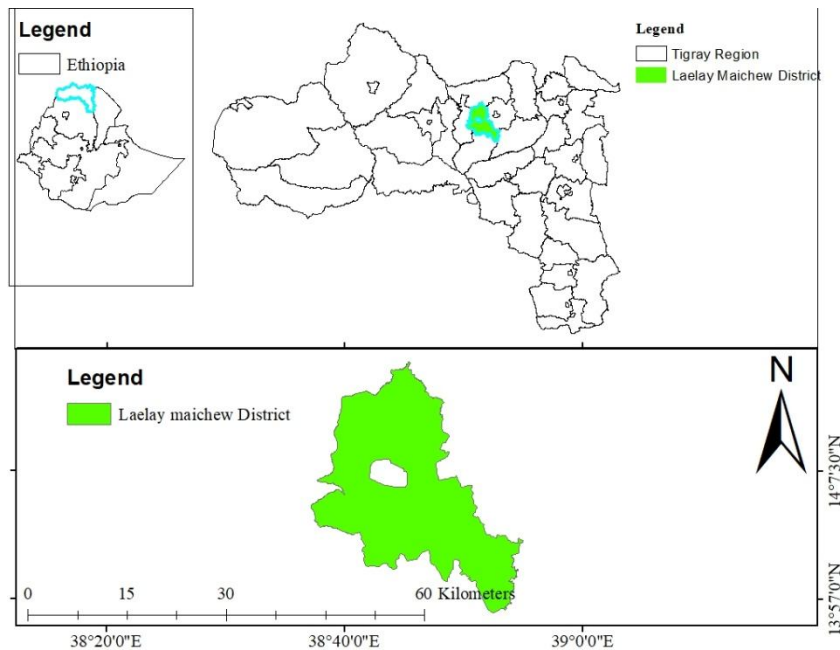 Legend
Ethiopia
Legend
Tigray Region
Laelay Maichew District
Legend
Laelay maichew District
N
0 15 30 60 Kilometers
14°7'30"N
13°57'0"N
38°20'0"E 38°40'0"E 39°0'0"E